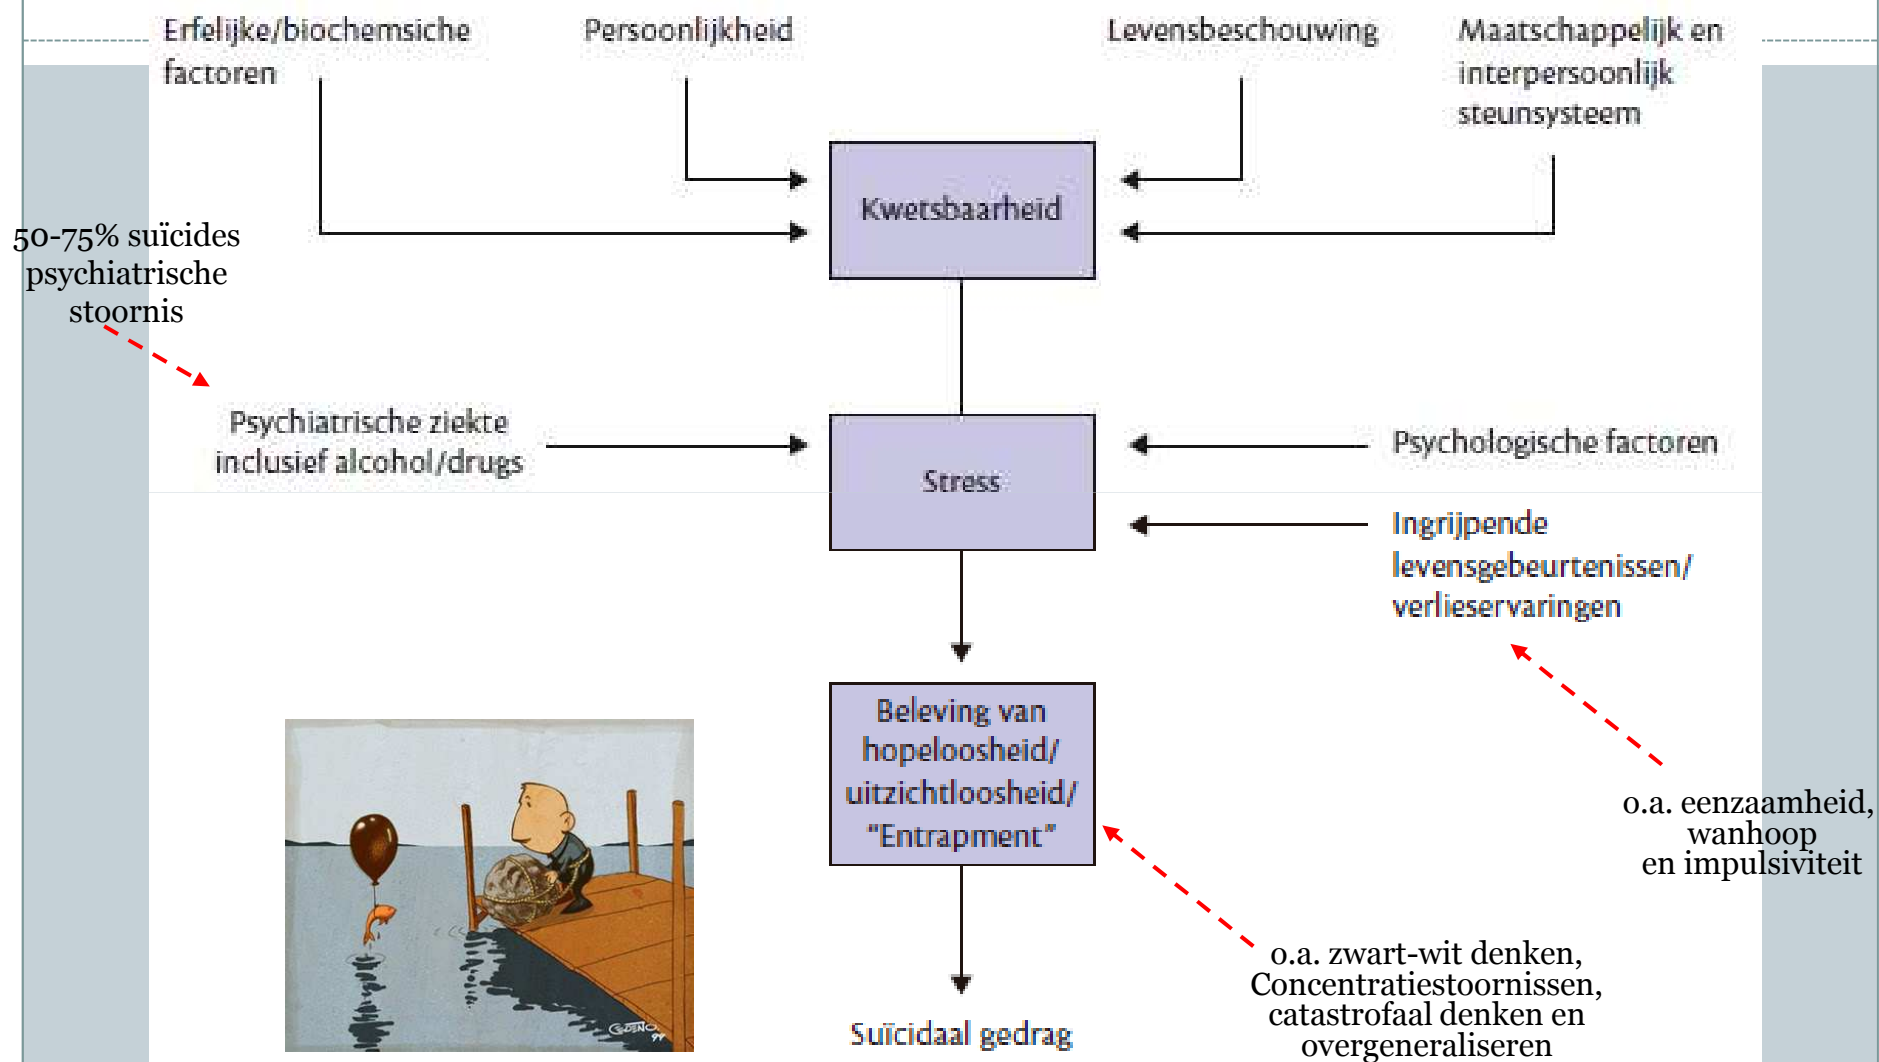 Erfelijke/biochemsiche
factoren
Persoonlijkheid
Levensbeschouwing
Maatschappelijk en
interpersoonlijk
steunsysteem
Kwetsbaarheid
50-75% suïcides
psychiatrische
stoornis
Psychiatrische ziekte
inclusief alcohol/drugs
Stress
Psychologische factoren
Ingrijpende
levensgebeurtenissen/
verlieservaringen
Beleving van
hopeloosheid/
uitzichtloosheid/
“Entrapment”
o.a. eenzaamheid,
wanhoop
en impulsiviteit
o.a. zwart-wit denken,
Concentratiestoornissen,
catastrofaal denken en
overgeneraliseren
Suïcidaal gedrag